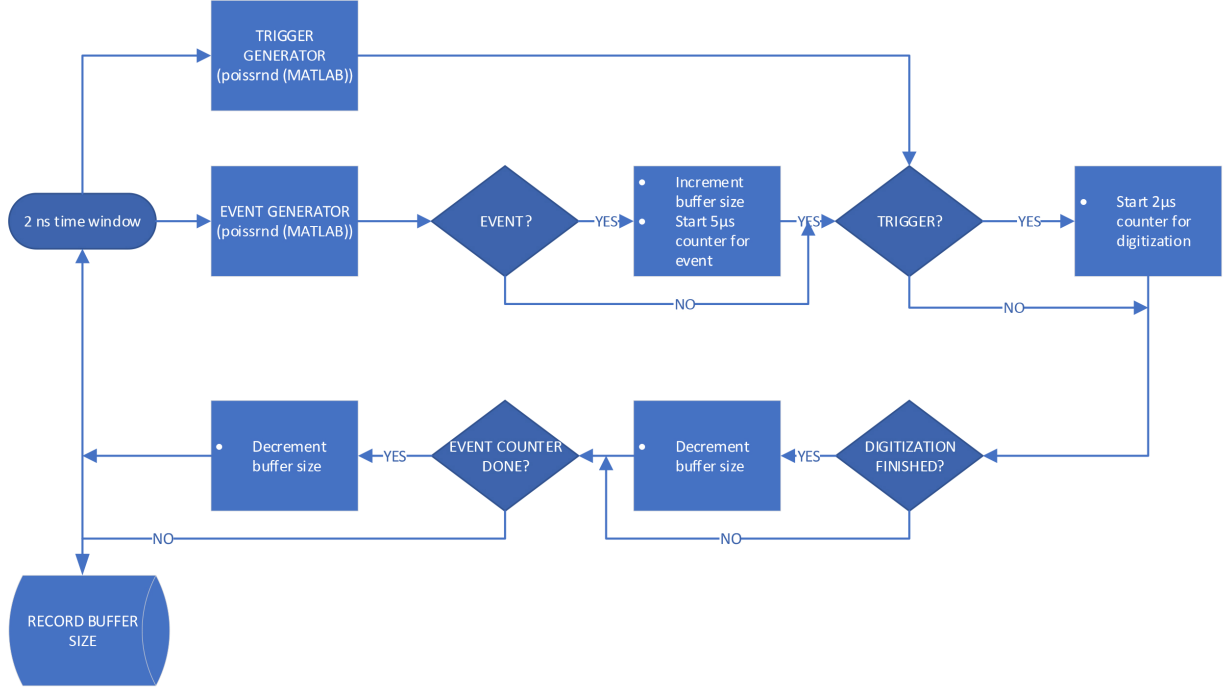 TRIGGER
GENERATOR
(poissrnd (MATLAB))
2 ns time window
EVENT GENERATOR
(poissrnd (MATLAB))
EVENT?
YES
• Increment
buffer size
• Start 5µs
counter for
event
YES
TRIGGER?
YES
• Start 2µs
counter for
digitization
NO
NO
• Decrement
buffer size
YES
EVENT COUNTER
DONE?
• Decrement
buffer size
YES
DIGITIZATION
FINISHED?
NO
NO
RECORD BUFFER
SIZE